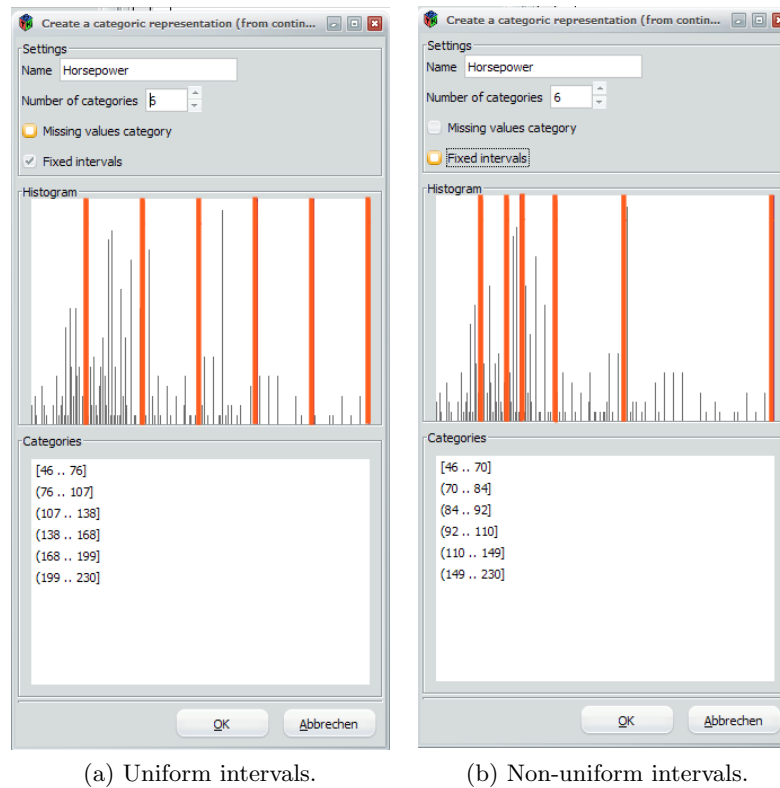 Create a categoric representation (from contin...
Settings
Name Horsepower
Number of categories 6
Missing values category
Fixed intervals
Histogram
Categories
[46 .. 76]
(76 .. 107]
(107 .. 138]
(138 .. 168]
(168 .. 199]
(199 .. 230]
OK Abbrechen
(a) Uniform intervals.
Create a categoric representation (from contin...
Settings
Name Horsepower
Number of categories 6
Missing values category
Fixed intervals
Histogram
Categories
[46 .. 70]
(70 .. 84]
(84 .. 92]
(92 .. 110]
(110 .. 149]
(149 .. 230]
OK Abbrechen
(b) Non-uniform intervals.